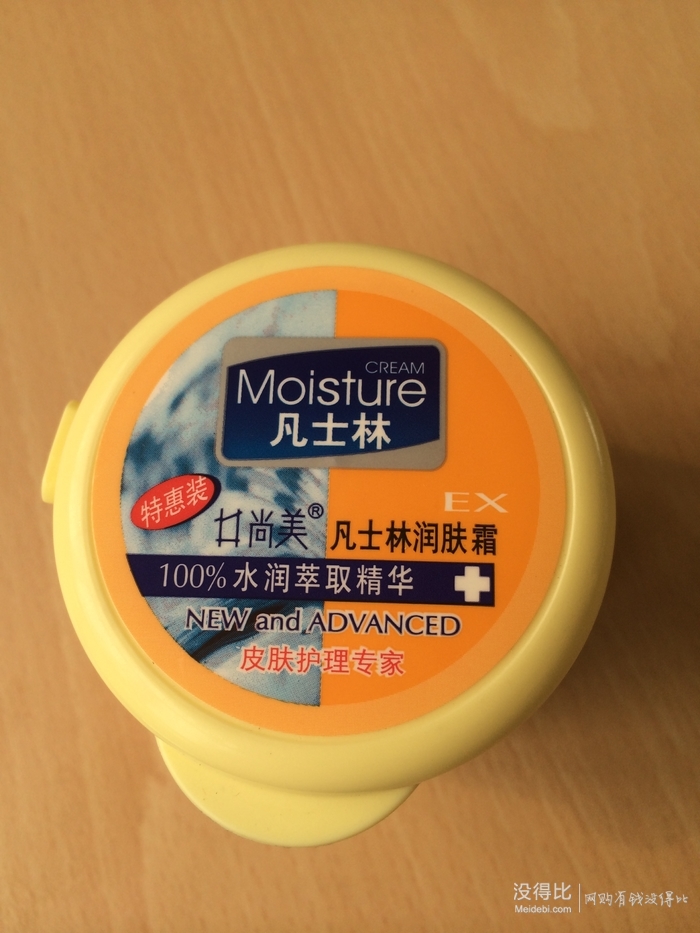 CREAM
Moisture
凡士林
EX
特惠装
尚美® 凡士林润肤霜
100% 水润萃取精华
NEW and ADVANCED
皮肤护理专家
没得比 网购有钱没得比
Meidebi.com